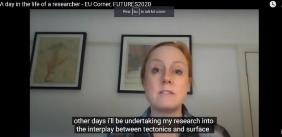 A day in the life of a researcher - EU Corner, FUTURES2020
other days i'll be undertaking my research into
the interplay between tectonics and surface